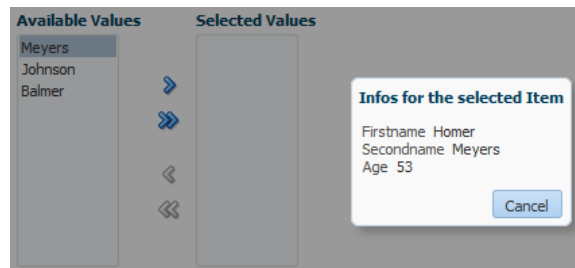 Available Values
Selected Values
Meyers
Johnson
Balmer
Infos for the selected Item
Firstname Homer
Secondname Meyers
Age 53
Cancel